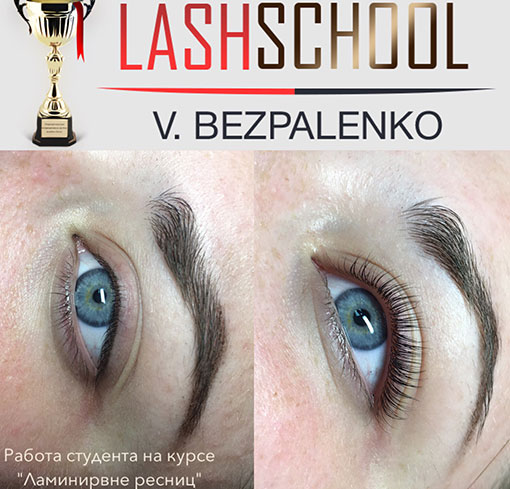 LASHSCHOOL
V. BEZPALENKO
Работа студента на курсе
"Ламинирвне ресниц"